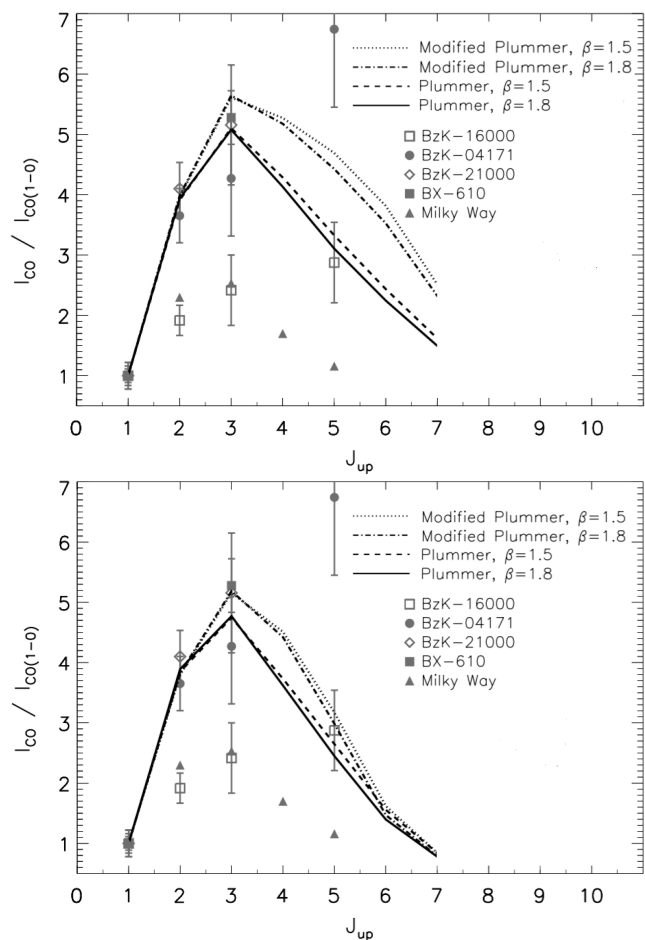 7
6
5
4
3
2
1
I_CO / I_CO(1−0)
Modified Plummer, β=1.5
Modified Plummer, β=1.8
Plummer, β=1.5
Plummer, β=1.8
BzK−16000
BzK−04171
BzK−21000
BX−610
Milky Way
0 1 2 3 4 5 6 7 8 9 10
J_up
7
6
5
4
3
2
1
I_CO / I_CO(1−0)
Modified Plummer, β=1.5
Modified Plummer, β=1.8
Plummer, β=1.5
Plummer, β=1.8
BzK−16000
BzK−04171
BzK−21000
BX−610
Milky Way
0 1 2 3 4 5 6 7 8 9 10
J_up